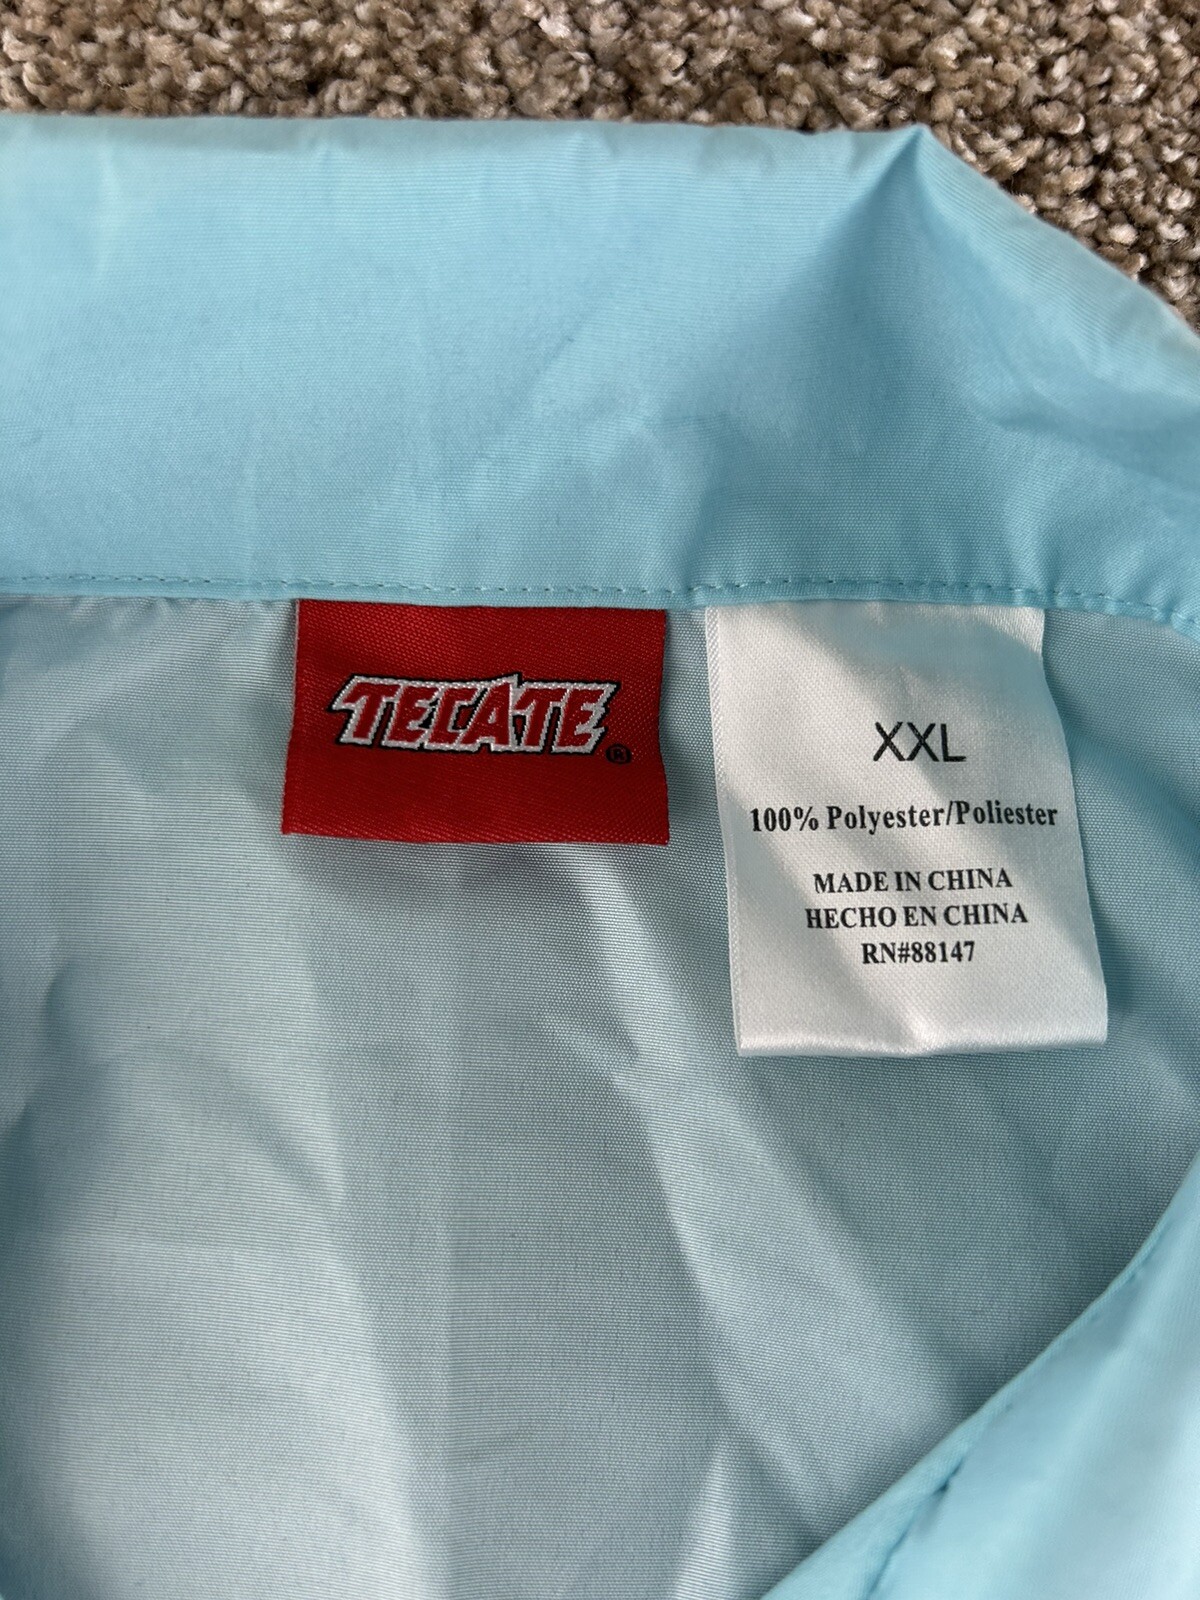 TECATE®
XXL
100% Polyester/Poliester
MADE IN CHINA
HECHO EN CHINA
RN#88147